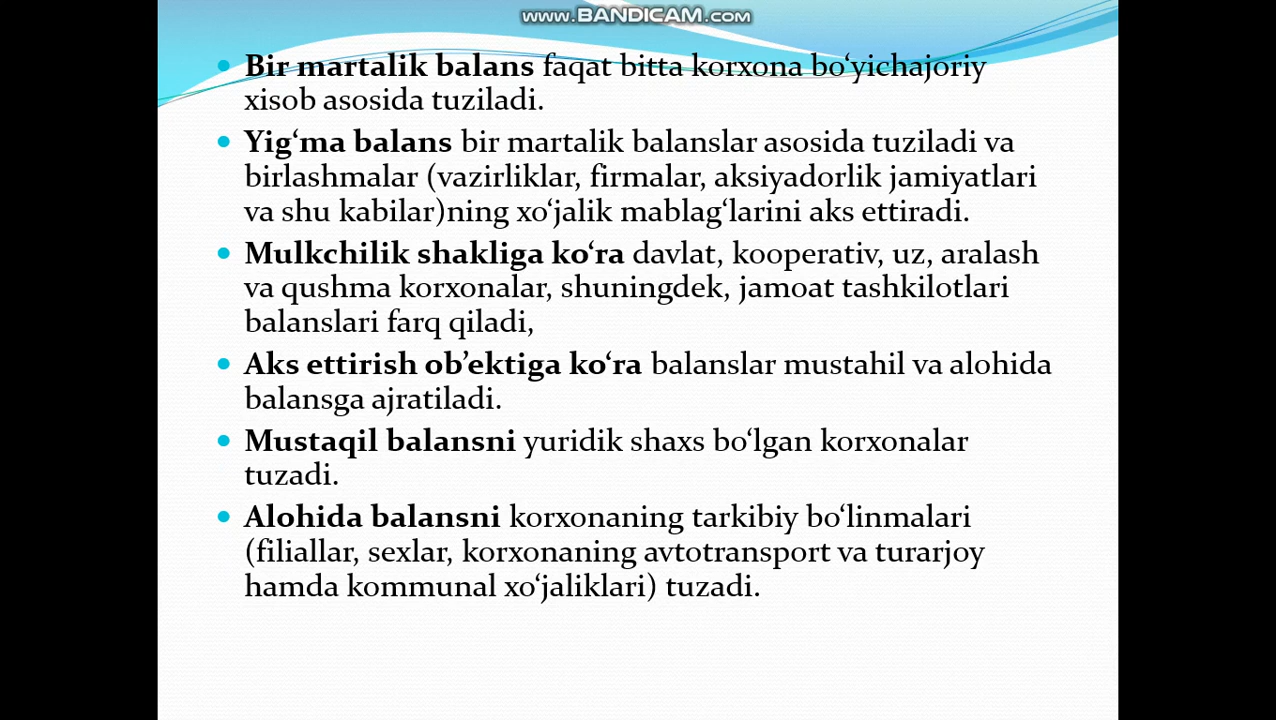 www.BANDICAM.com
Bir martalik balans faqat bitta korxona bo‘yichajoriy
xisob asosida tuziladi.
Yig‘ma balans bir martalik balanslar asosida tuziladi va
birlashmalar (vazirliklar, firmalar, aksiyadorlik jamiyatlari
va shu kabilar)ning xo‘jalik mablag‘larini aks ettiradi.
Mulkchilik shakliga ko‘ra davlat, kooperativ, uz, aralash
va qushma korxonalar, shuningdek, jamoat tashkilotlari
balanslari farq qiladi,
Aks ettirish ob’ektiga ko‘ra balanslar mustahil va alohida
balansga ajratiladi.
Mustaqil balansni yuridik shaxs bo‘lgan korxonalar
tuzadi.
Alohida balansni korxonaning tarkibiy bo‘linmalari
(filiallar, sexlar, korxonaning avtotransport va turarjoy
hamda kommunal xo‘jaliklari) tuzadi.